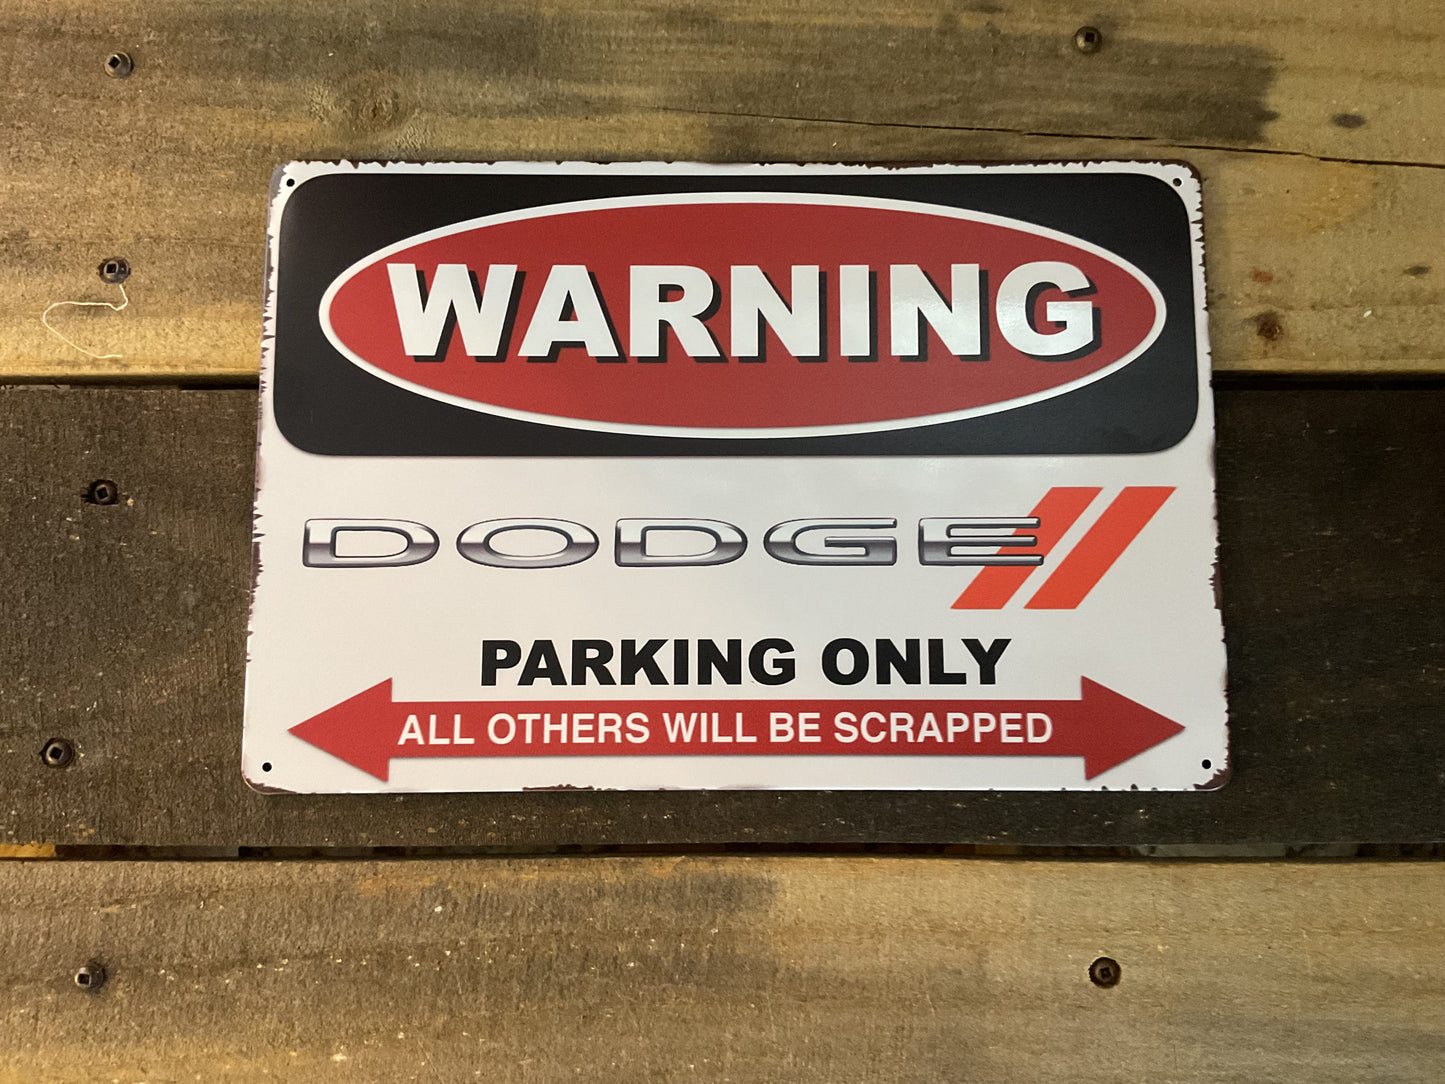 WARNING
DODGE
PARKING ONLY
ALL OTHERS WILL BE SCRAPPED